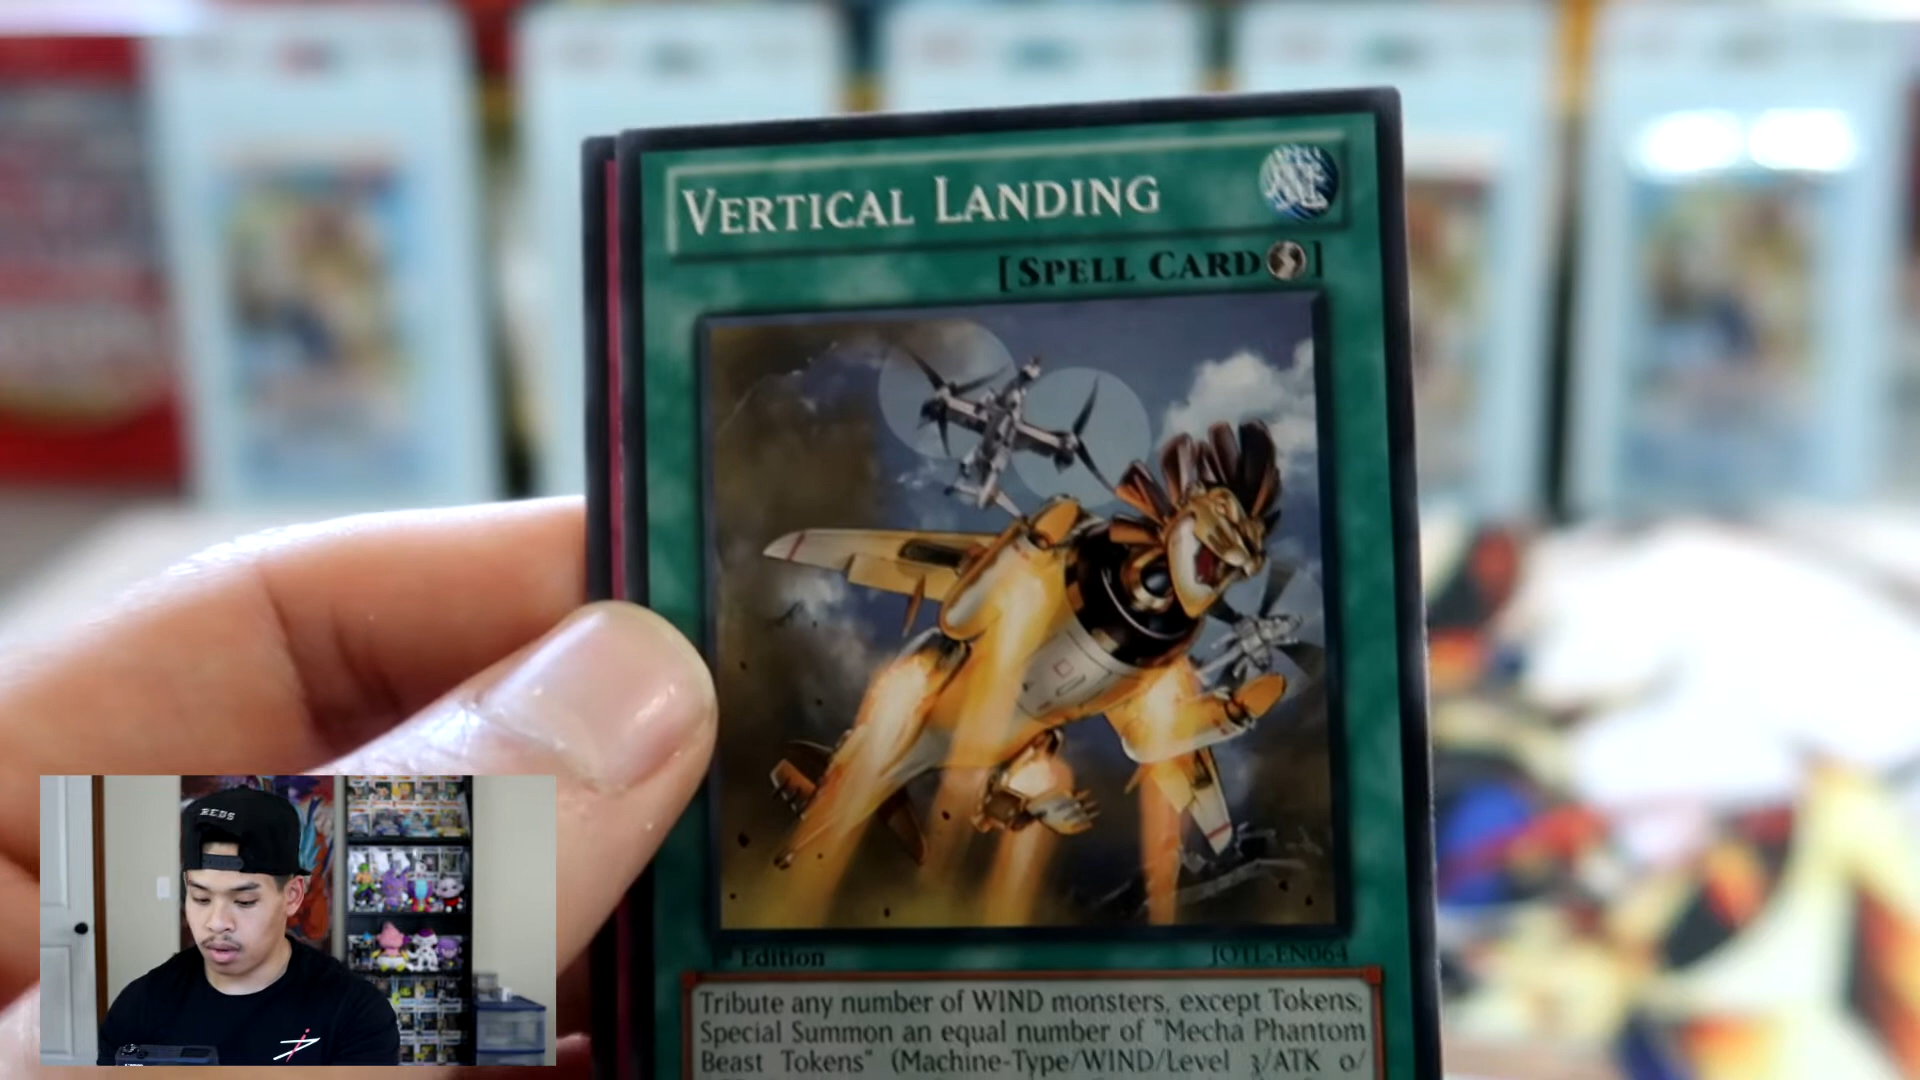 VERTICAL LANDING
[SPELL CARD]
Edition
JOTL-EN064
Tribute any number of WIND monsters, except Tokens;
Special Summon an equal number of "Mecha Phantom
Beast Tokens" (Machine-Type/WIND/Level 3/ATK 0/
REDS